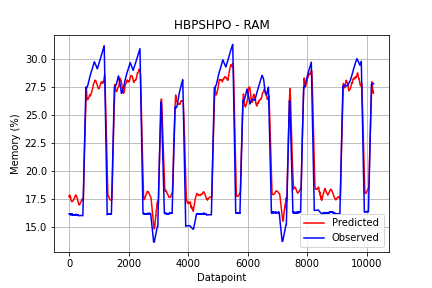 HBPSHPO - RAM
Memory (%)
30.0
27.5
25.0
22.5
20.0
17.5
15.0
0
2000
4000
6000
8000
10000
Datapoint
Predicted
Observed